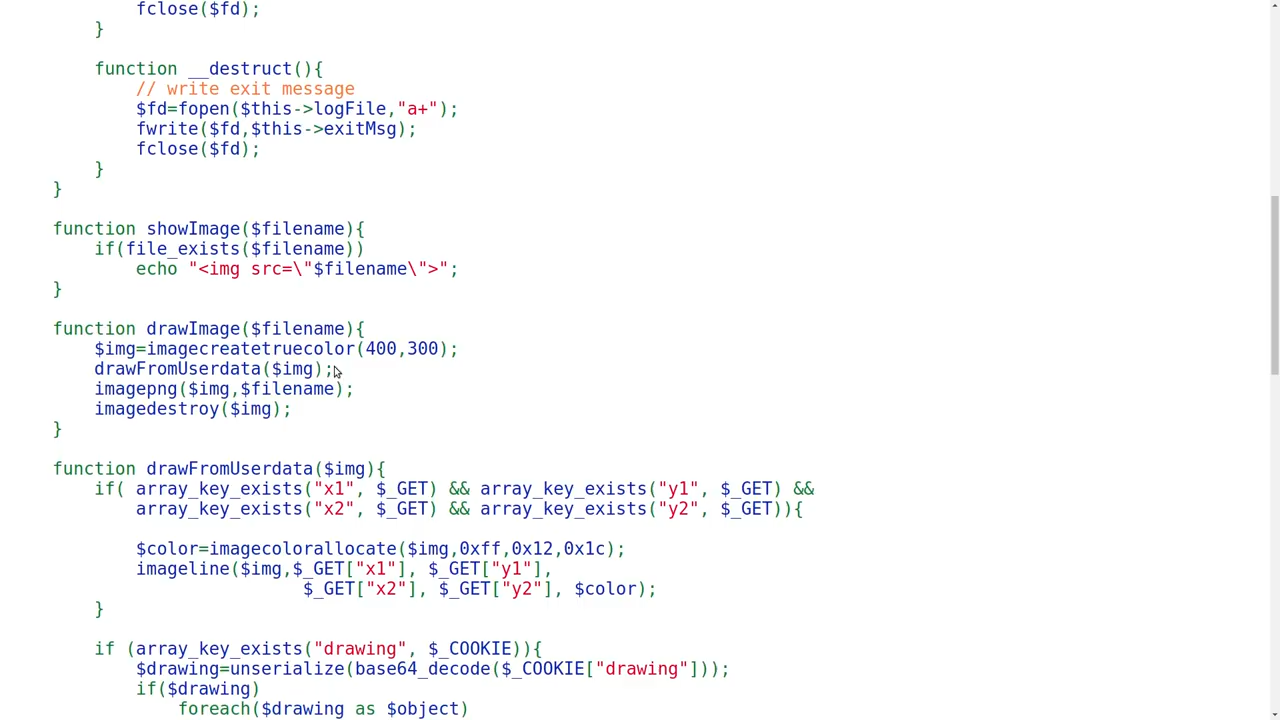 fclose($fd);
}
function __destruct(){
// write exit message
$fd=fopen($this->logFile,"a+");
fwrite($fd,$this->exitMsg);
fclose($fd);
}
}
function showImage($filename){
if(file_exists($filename))
echo "<img src=\"$filename\">";
}
function drawImage($filename){
$img=imagecreatetruecolor(400,300);
drawFromUserdata($img);
imagepng($img,$filename);
imagedestroy($img);
}
function drawFromUserdata($img){
if( array_key_exists("x1", $_GET) && array_key_exists("y1", $_GET) &&
array_key_exists("x2", $_GET) && array_key_exists("y2", $_GET)){
$color=imagecolorallocate($img,0xff,0x12,0x1c);
imageline($img,$_GET["x1"], $_GET["y1"],
$_GET["x2"], $_GET["y2"], $color);
}
if (array_key_exists("drawing", $_COOKIE)){
$drawing=unserialize(base64_decode($_COOKIE["drawing"]));
if($drawing)
foreach($drawing as $object)